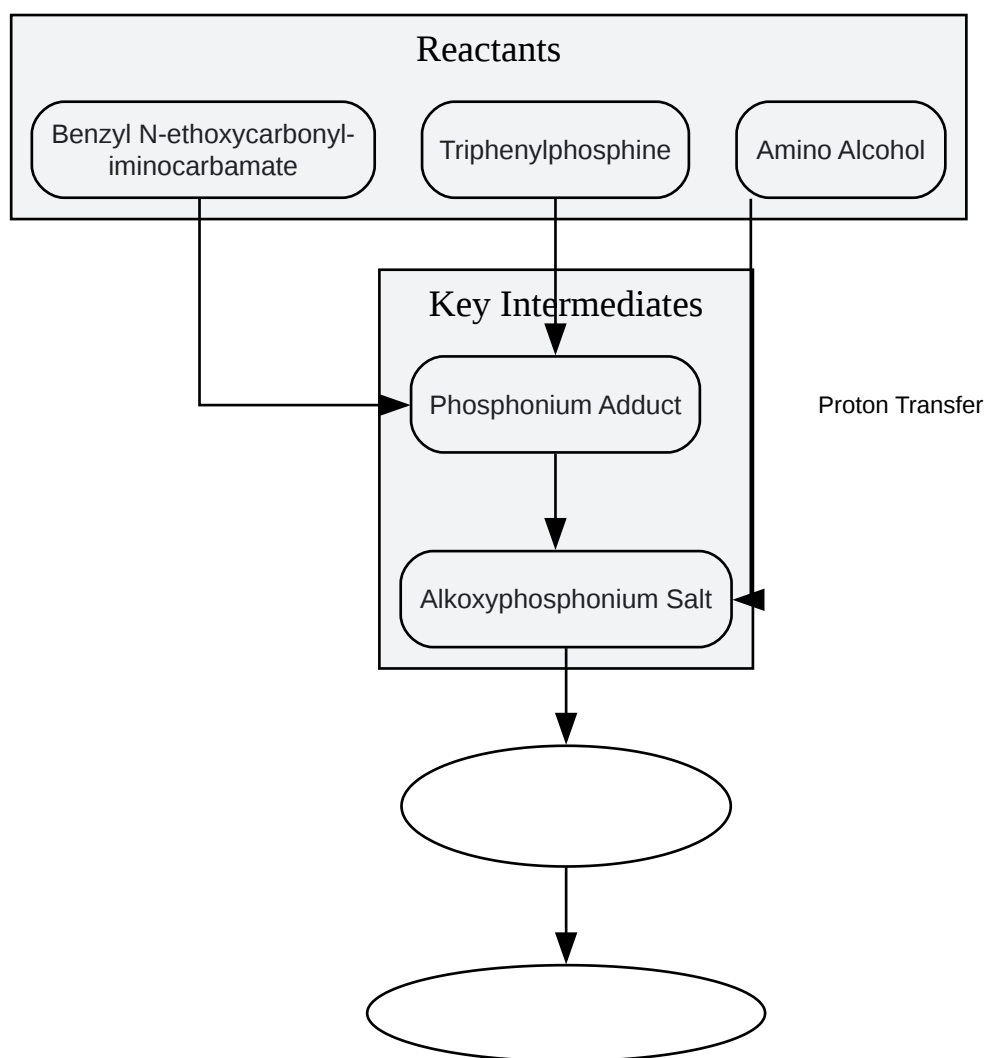 Reactants
Benzyl N-ethoxycarbonyl-
iminocarbamate
Triphenylphosphine
Amino Alcohol
Key Intermediates
Phosphonium Adduct
Proton Transfer
Alkoxyphosphonium Salt